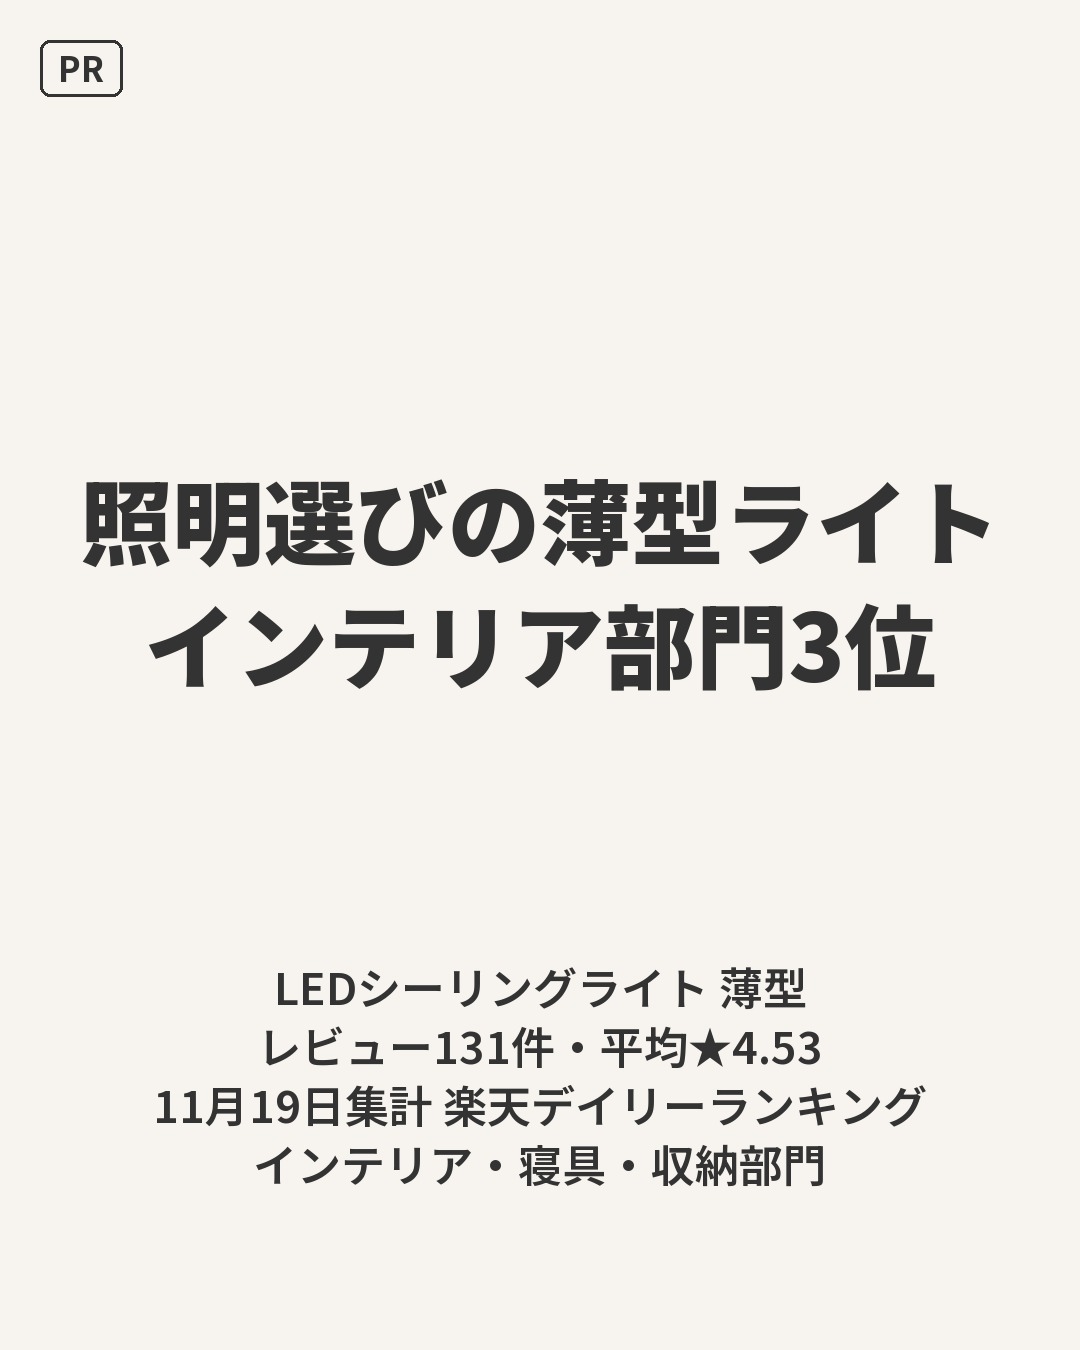 PR
照明選びの薄型ライト
インテリア部門3位
LEDシーリングライト 薄型
レビュー131件・平均★4.53
11月19日集計 楽天デイリーランキング
インテリア・寝具・収納部門